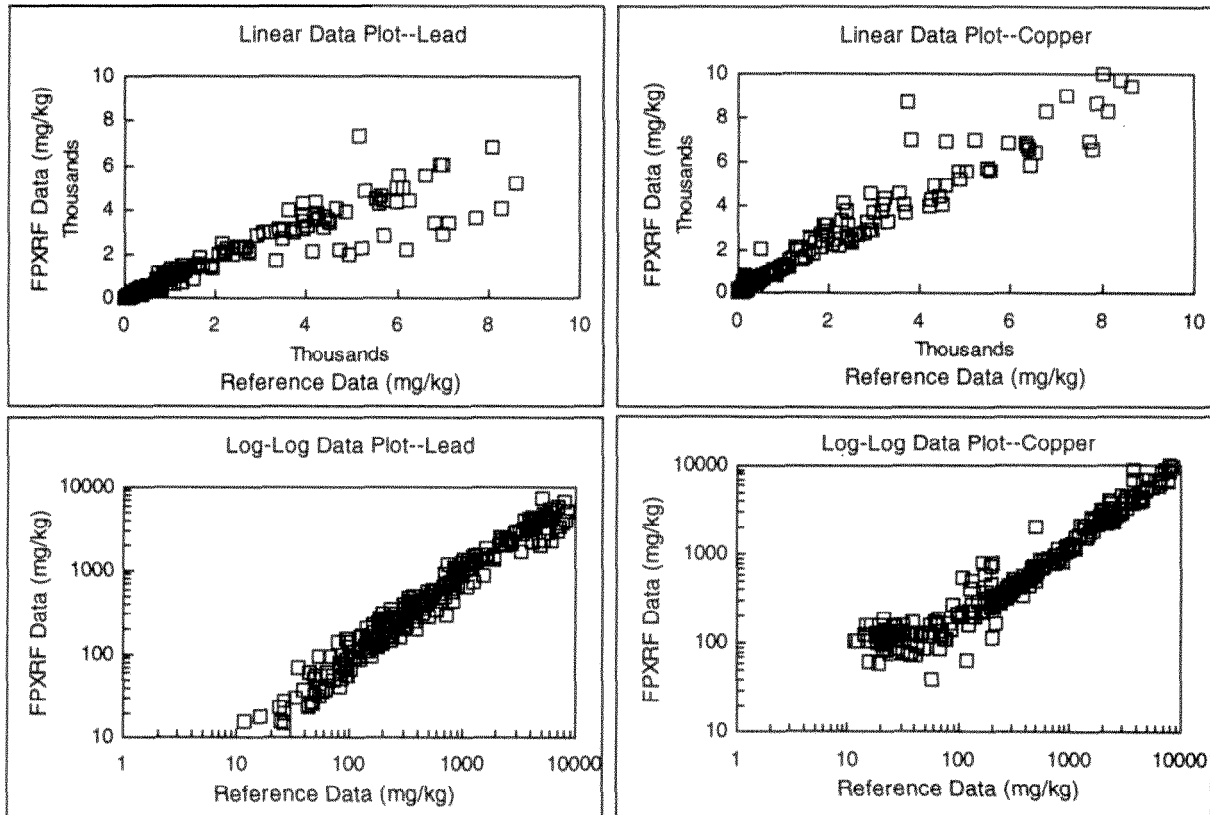 Linear Data Plot--Lead
FPXRF Data (mg/kg)
Thousands
10
8
6
4
2
0
0 2 4 6 8 10
Thousands
Reference Data (mg/kg)
Linear Data Plot--Copper
FPXRF Data (mg/kg)
Thousands
10
8
6
4
2
0
0 2 4 6 8 10
Thousands
Reference Data (mg/kg)
Log-Log Data Plot--Lead
FPXRF Data (mg/kg)
10000
1000
100
10
1 10 100 1000 10000
Reference Data (mg/kg)
Log-Log Data Plot--Copper
FPXRF Data (mg/kg)
10000
1000
100
10
1 10 100 1000 10000
Reference Data (mg/kg)